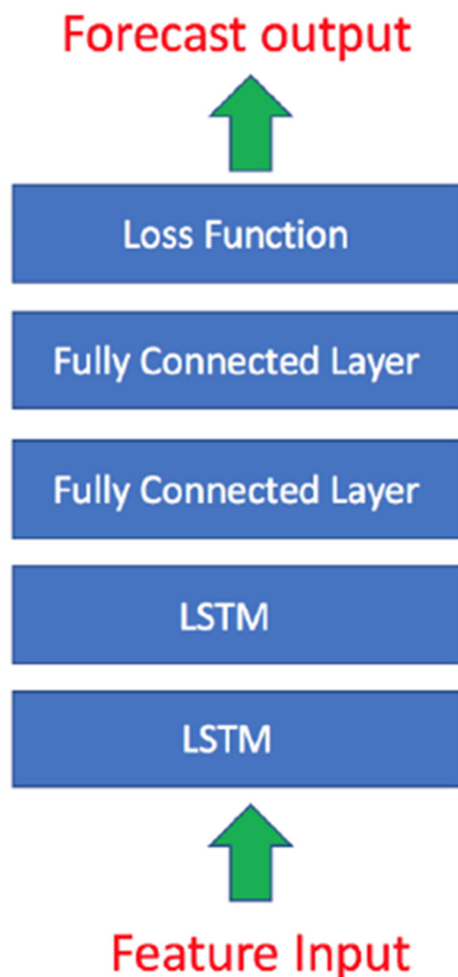 Forecast output
Loss Function
Fully Connected Layer
Fully Connected Layer
LSTM
LSTM
Feature Input